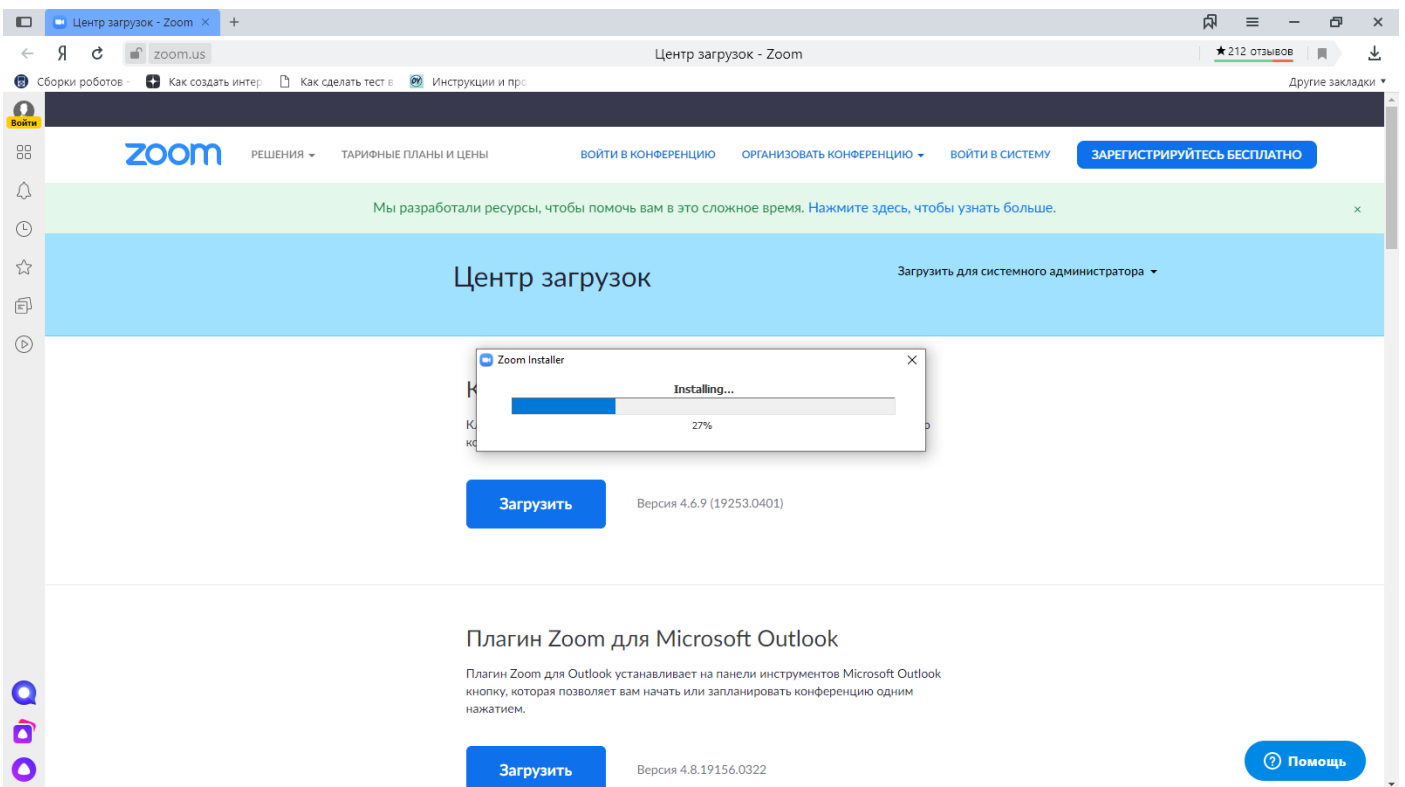 Центр загрузок - Zoom
zoom.us
Центр загрузок - Zoom
★212 отзывов
Сборки роботов -
Как создать интер
Как сделать тест в
Инструкции и про
Другие закладки
Войти
zoom
РЕШЕНИЯ
ТАРИФНЫЕ ПЛАНЫ И ЦЕНЫ
ВОЙТИ В КОНФЕРЕНЦИЮ
ОРГАНИЗОВАТЬ КОНФЕРЕНЦИЮ
ВОЙТИ В СИСТЕМУ
ЗАРЕГИСТРИРУЙТЕСЬ БЕСПЛАТНО
Мы разработали ресурсы, чтобы помочь вам в это сложное время. Нажмите здесь, чтобы узнать больше.
Центр загрузок
Загрузить для системного администратора
Zoom Installer
Installing...
27%
Загрузить
Версия 4.6.9 (19253.0401)
Плагин Zoom для Microsoft Outlook
Плагин Zoom для Outlook устанавливает на панели инструментов Microsoft Outlook
кнопку, которая позволяет вам начать или запланировать конференцию одним
нажатием.
Загрузить
Версия 4.8.19156.0322
Помощь